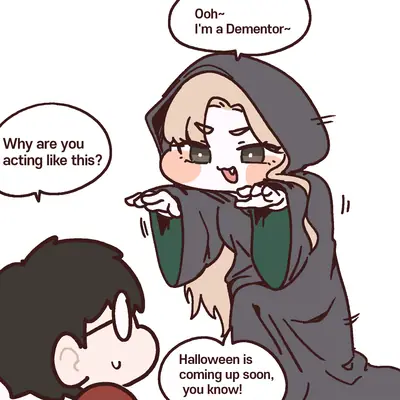 Ooh~
I'm a Dementor~
Why are you
acting like this?
Halloween is
coming up soon,
you know!